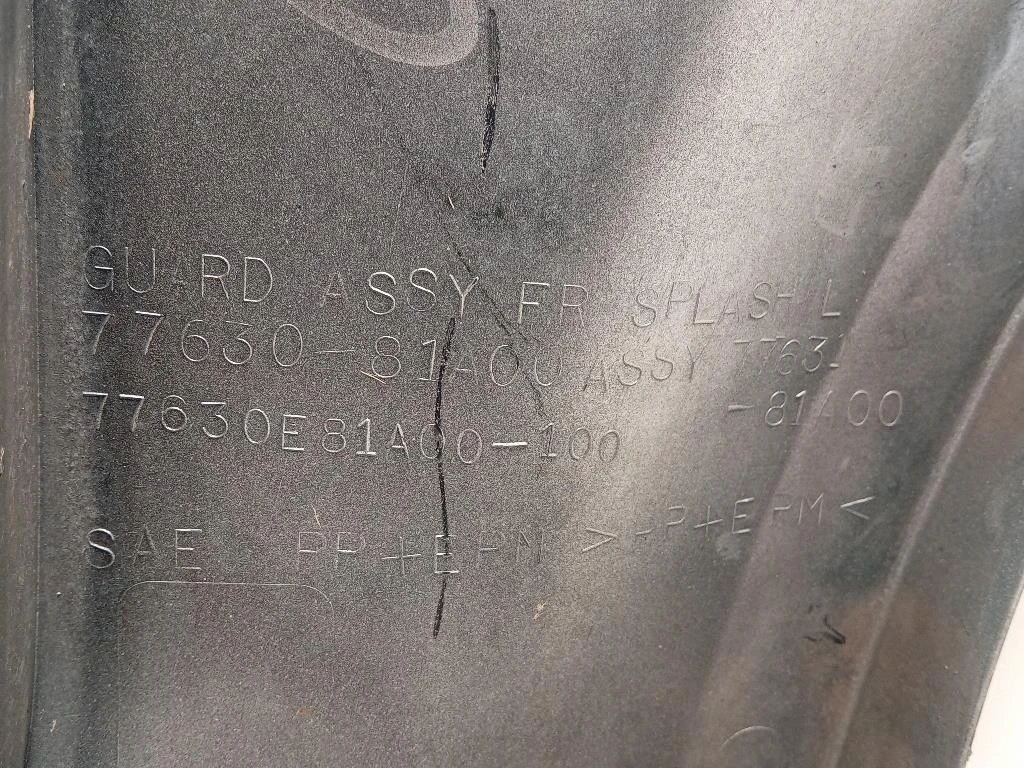 GUARD ASSY FR SPLASH L
77630-81A00 ASSY 7763
77630E81A00-100 -81A00
SAE PP+EPM >PP+EPM<